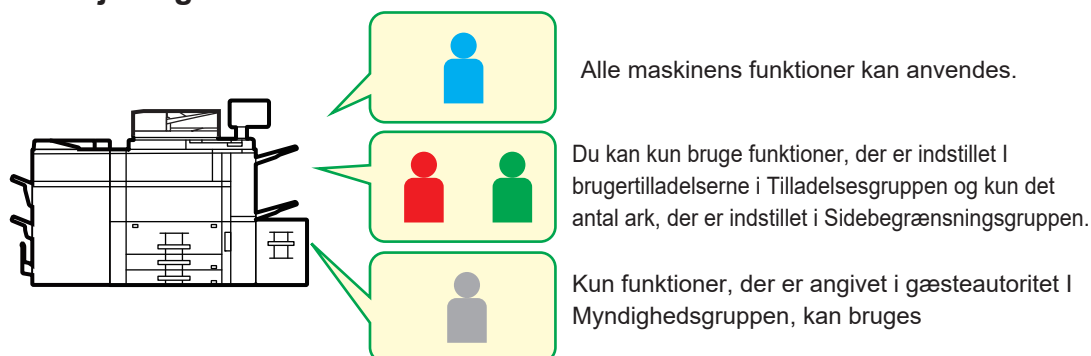 Alle maskinens funktioner kan anvendes.
Du kan kun bruge funktioner, der er indstillet I
brugertilladelserne i Tilladelsesgruppen og kun det
antal ark, der er indstillet i Sidebegrænsningsgruppen.
Kun funktioner, der er angivet i gæsteautoritet I
Myndighedsgruppen, kan bruges